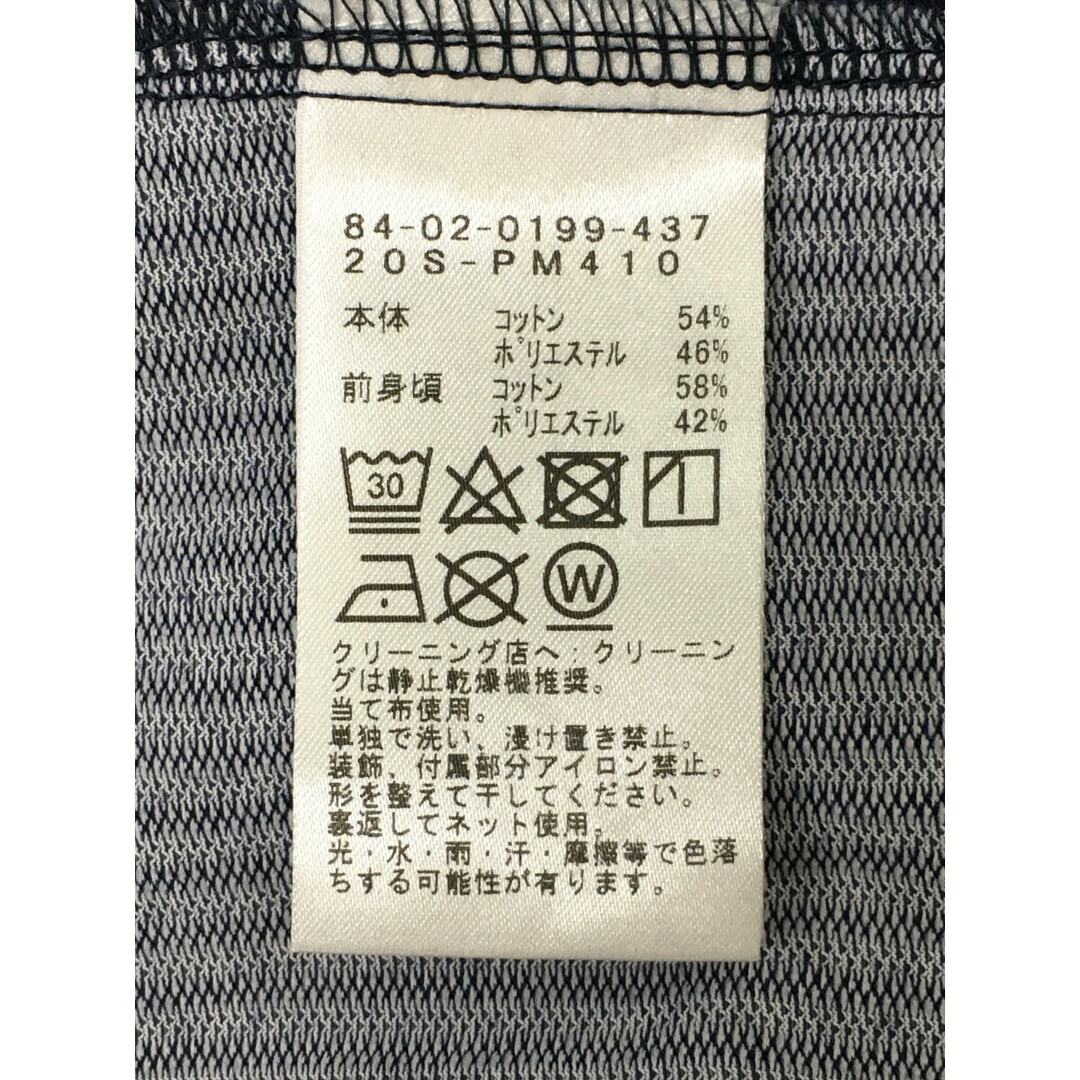 84-02-0199-437
20S-PM410
本体 コットン 54%
ポリエステル 46%
前身頃 コットン 58%
ポリエステル 42%
30
W
クリーニング店へ・クリーニン
グは静止乾燥機推奨。
当て布使用。
単独で洗い、浸け置き禁止。
装飾、付属部分アイロン禁止。
形を整えて干してください。
裏返してネット使用。
光・水・雨・汗・摩擦等で色落
ちする可能性が有ります。